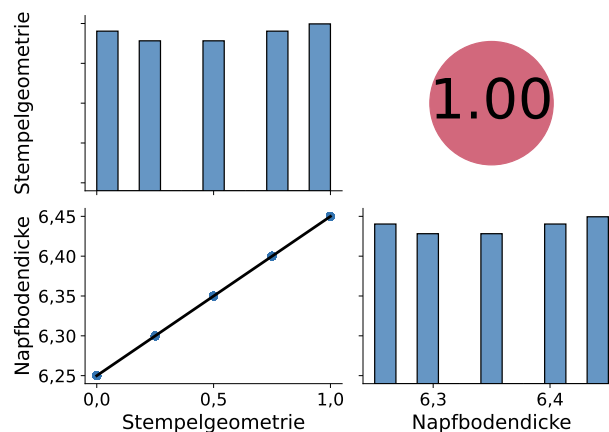 Stempelgeometrie
1.00
Napfbodendicke
6,45
6,40
6,35
6,30
6,25
0,0 0,5 1,0
Stempelgeometrie
6,3 6,4
Napfbodendicke